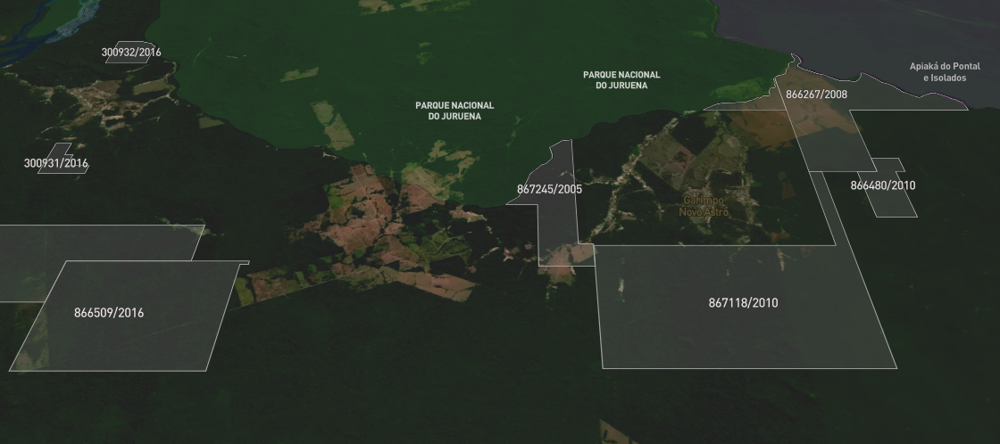 300932/2016
Apiaká do Pontal
e Isolados
PARQUE NACIONAL
DO JURUENA
866267/2008
PARQUE NACIONAL
DO JURUENA
300931/2016
867245/2005
866480/2010
Garimpo
Novo Astro
867118/2010
866509/2016